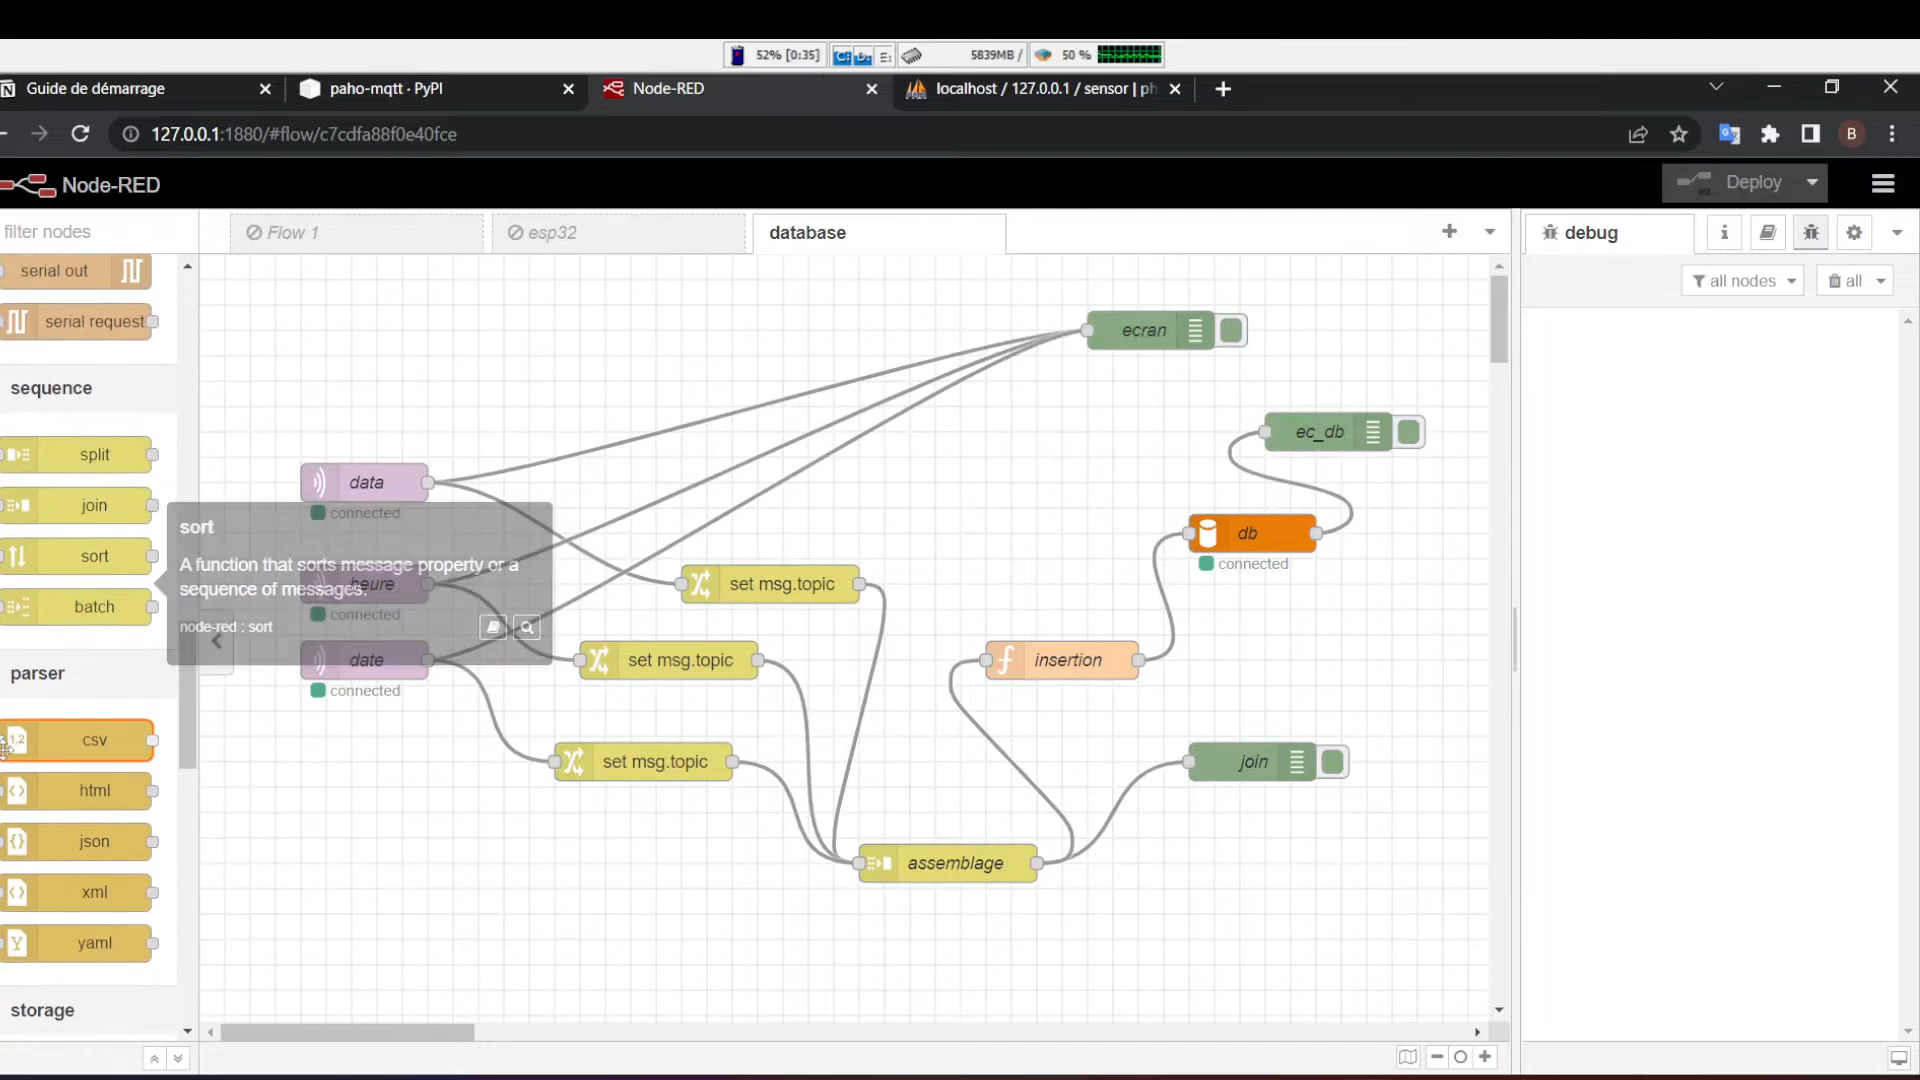 52% [0:35]
C:
D:
E:
5839MB /
50 %
Guide de démarrage
paho-mqtt · PyPI
Node-RED
localhost / 127.0.0.1 / sensor | ph
127.0.0.1:1880/#flow/c7cdfa88f0e40fce
B
Node-RED
Deploy
filter nodes
Flow 1
esp32
database
debug
i
serial out
all nodes
all
serial request
ecran
sequence
ec_db
split
data
join
connected
sort
db
sort
A function that sorts message property or a
sequence of messages.
connected
heure
set msg.topic
batch
connected
node-red : sort
date
set msg.topic
insertion
parser
connected
csv
set msg.topic
join
html
json
assemblage
xml
yaml
storage